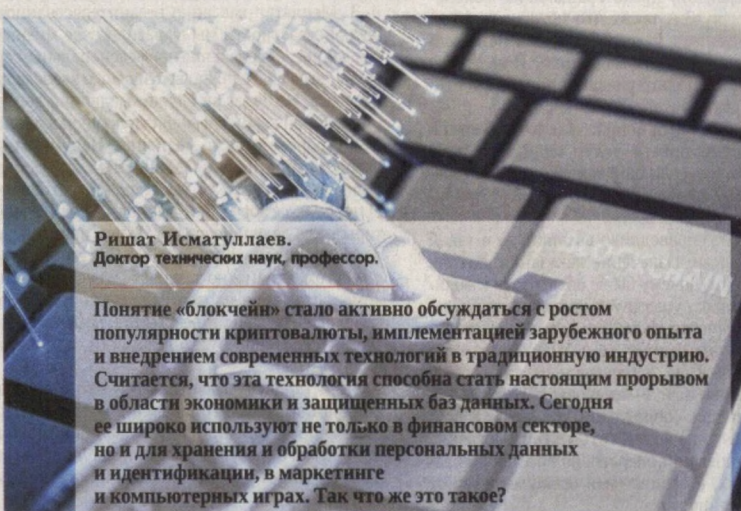 Ришат Исматуллаев.
Доктор технических наук, профессор.
Понятие «блокчейн» стало активно обсуждаться с ростом
популярности криптовалюты, имплементацией зарубежного опыта
и внедрением современных технологий в традиционную индустрию.
Считается, что эта технология способна стать настоящим прорывом
в области экономики и защищенных баз данных. Сегодня
ее широко используют не только в финансовом секторе,
но и для хранения и обработки персональных данных
и идентификации, в маркетинге
и компьютерных играх. Так что же это такое?